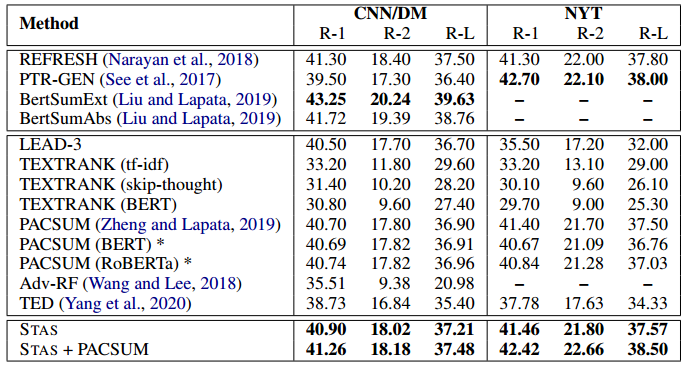 Method CNN/DM NYT
R-1 R-2 R-L R-1 R-2 R-L
REFRESH (Narayan et al., 2018) 41.30 18.40 37.50 41.30 22.00 37.80
PTR-GEN (See et al., 2017) 39.50 17.30 36.40 42.70 22.10 38.00
BertSumExt (Liu and Lapata, 2019) 43.25 20.24 39.63 – – –
BertSumAbs (Liu and Lapata, 2019) 41.72 19.39 38.76 – – –
LEAD-3 40.50 17.70 36.70 35.50 17.20 32.00
TEXTRANK (tf-idf) 33.20 11.80 29.60 33.20 13.10 29.00
TEXTRANK (skip-thought) 31.40 10.20 28.20 30.10 9.60 26.10
TEXTRANK (BERT) 30.80 9.60 27.40 29.70 9.00 25.30
PACSUM (Zheng and Lapata, 2019) 40.70 17.80 36.90 41.40 21.70 37.50
PACSUM (BERT) * 40.69 17.82 36.91 40.67 21.09 36.76
PACSUM (RoBERTa) * 40.74 17.82 36.96 40.84 21.28 37.03
Adv-RF (Wang and Lee, 2018) 35.51 9.38 20.98 – – –
TED (Yang et al., 2020) 38.73 16.84 35.40 37.78 17.63 34.33
STAS 40.90 18.02 37.21 41.46 21.80 37.57
STAS + PACSUM 41.26 18.18 37.48 42.42 22.66 38.50